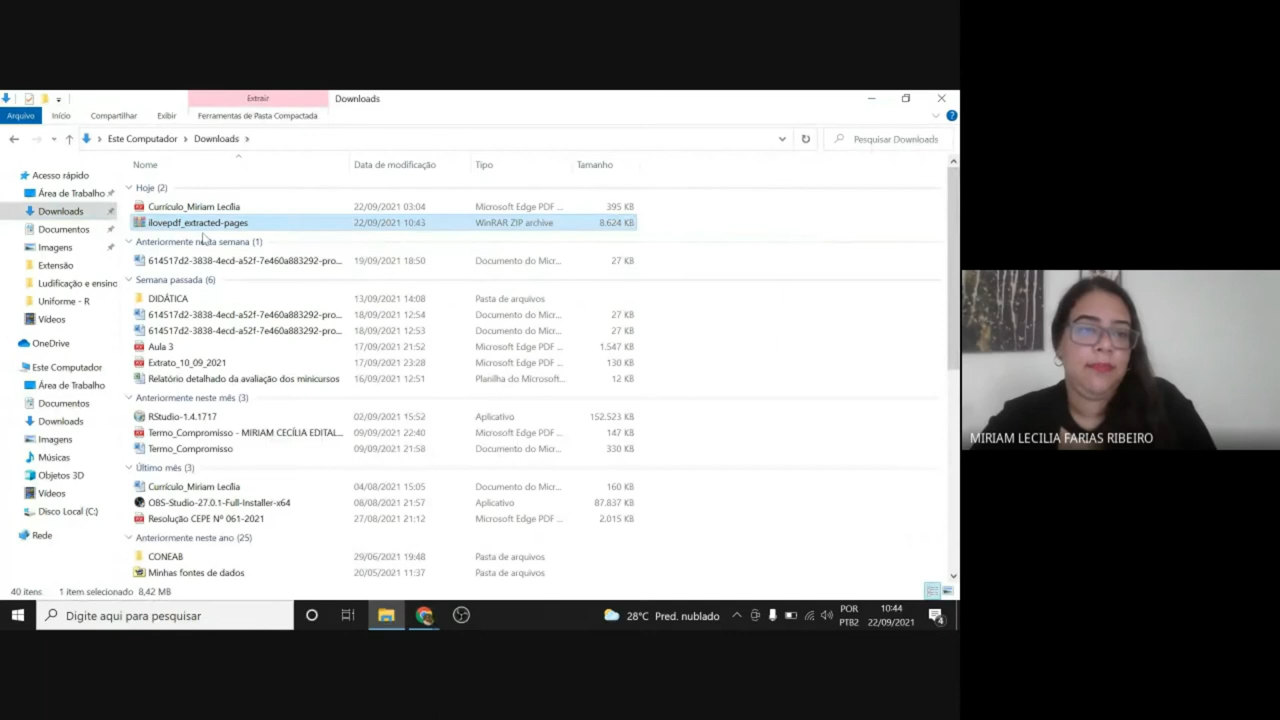 Extrair
Downloads
Arquivo
Início
Compartilhar
Exibir
Ferramentas de Pasta Compactada
Este Computador > Downloads >
Pesquisar Downloads
Nome
Data de modificação
Tipo
Tamanho
Acesso rápido
Área de Trabalho
Downloads
Documentos
Imagens
Extensão
Ludificação e ensino
Uniforme - R
Vídeos
OneDrive
Este Computador
Área de Trabalho
Documentos
Downloads
Imagens
Músicas
Objetos 3D
Vídeos
Disco Local (C:)
Rede
Hoje (2)
Currículo_Miriam Lecília 22/09/2021 03:04 Microsoft Edge PDF ... 395 KB
ilovepdf_extracted-pages 22/09/2021 10:43 WinRAR ZIP archive 8.624 KB
Anteriormente nesta semana (1)
614517d2-3838-4ecd-a52f-7e460a883292-pro... 19/09/2021 18:50 Documento do Micr... 27 KB
Semana passada (6)
DIDÁTICA 13/09/2021 14:08 Pasta de arquivos
614517d2-3838-4ecd-a52f-7e460a883292-pro... 18/09/2021 12:54 Documento do Micr... 27 KB
614517d2-3838-4ecd-a52f-7e460a883292-pro... 18/09/2021 12:53 Documento do Micr... 27 KB
Aula 3 17/09/2021 21:52 Microsoft Edge PDF ... 1.547 KB
Extrato_10_09_2021 17/09/2021 23:28 Microsoft Edge PDF ... 130 KB
Relatório detalhado da avaliação dos minicursos 16/09/2021 12:51 Planilha do Microsoft... 12 KB
Anteriormente neste mês (3)
RStudio-1.4.1717 02/09/2021 15:52 Aplicativo 152.523 KB
Termo_Compromisso - MIRIAM CECÍLIA EDITAL... 09/09/2021 22:40 Microsoft Edge PDF ... 147 KB
Termo_Compromisso 09/09/2021 21:58 Documento do Micr... 330 KB
Último mês (3)
Currículo_Miriam Lecília 04/08/2021 15:05 Documento do Micr... 160 KB
OBS-Studio-27.0.1-Full-Installer-x64 08/08/2021 21:57 Aplicativo 87.837 KB
Resolução CEPE Nº 061-2021 27/08/2021 21:12 Microsoft Edge PDF ... 2.015 KB
Anteriormente neste ano (25)
CONEAB 29/06/2021 19:48 Pasta de arquivos
Minhas fontes de dados 20/05/2021 11:37 Pasta de arquivos
40 itens 1 item selecionado 8,42 MB
Digite aqui para pesquisar
28°C Pred. nublado
POR
PTB2
10:44
22/09/2021
4
MIRIAM LECILIA FARIAS RIBEIRO